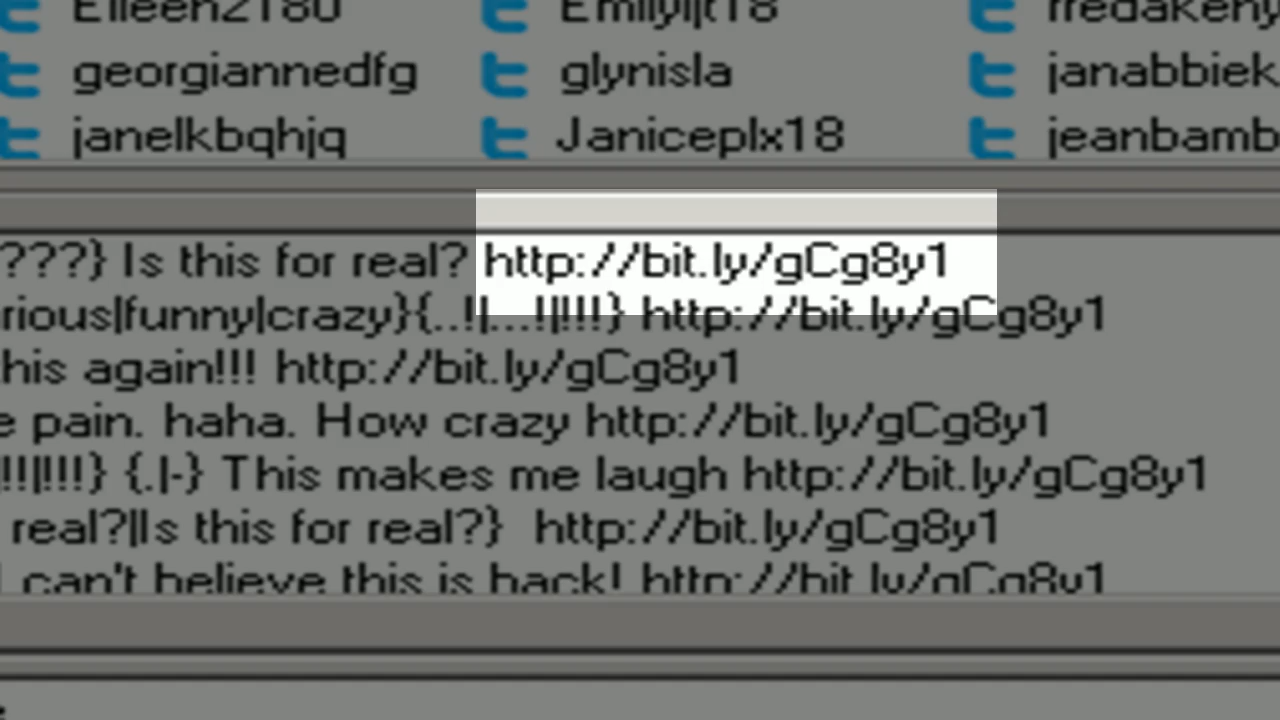 Eileen2180 Emilyljt18
georgiannedfg glynisla janabbiek
janelkbqhjq Janiceplx18 jeanbamb
???} Is this for real? http://bit.ly/gCg8y1
rious|funny|crazy}{..!|...!|!!!} http://bit.ly/gCg8y1
his again!!! http://bit.ly/gCg8y1
e pain. haha. How crazy http://bit.ly/gCg8y1
!!|!!!} {.|-} This makes me laugh http://bit.ly/gCg8y1
real?|Is this for real?} http://bit.ly/gCg8y1
I can't believe this is back! http://bit.ly/gCg8y1